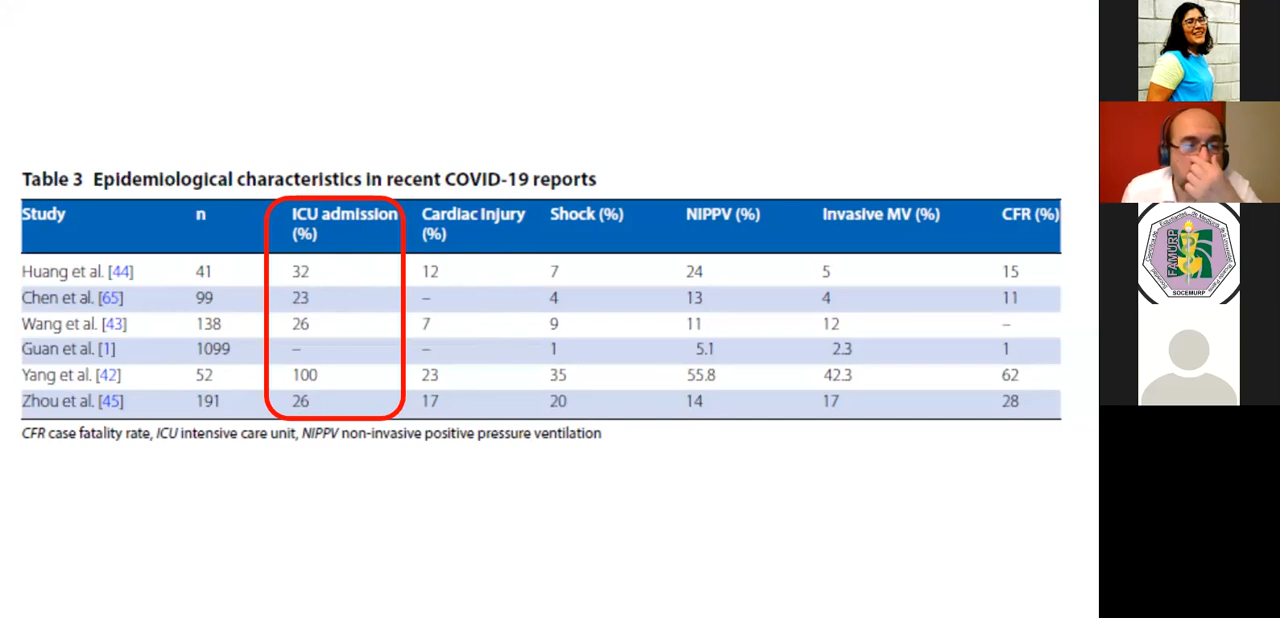 Table 3 Epidemiological characteristics in recent COVID-19 reports
Study n ICU admission (%) Cardiac Injury (%) Shock (%) NIPPV (%) Invasive MV (%) CFR (%)
Huang et al. [44] 41 32 12 7 24 5 15
Chen et al. [65] 99 23 – 4 13 4 11
Wang et al. [43] 138 26 7 9 11 12 –
Guan et al. [1] 1099 – – 1 5.1 2.3 1
Yang et al. [42] 52 100 23 35 55.8 42.3 62
Zhou et al. [45] 191 26 17 20 14 17 28
CFR case fatality rate, ICU intensive care unit, NIPPV non-invasive positive pressure ventilation
FAMURP
SOCEMURP